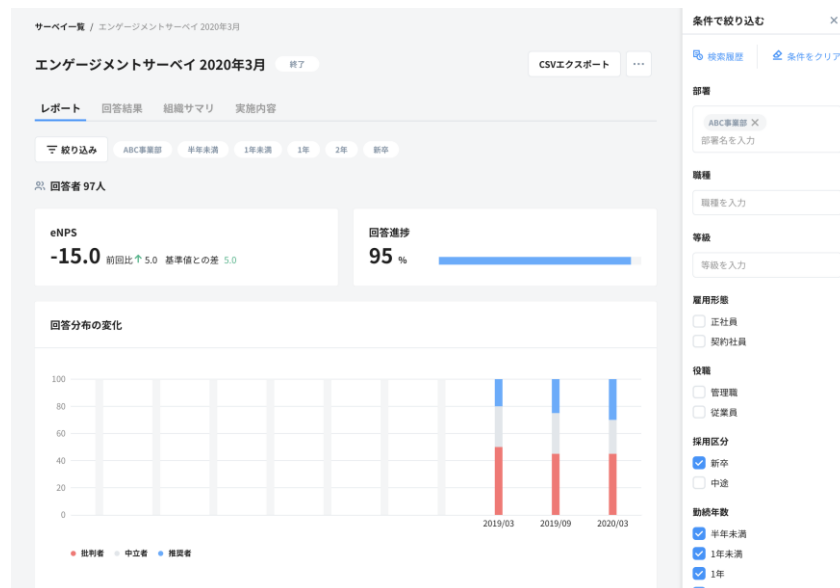 サーベイ一覧 / エンゲージメントサーベイ 2020年3月
エンゲージメントサーベイ 2020年3月 終了
CSVエクスポート …
レポート 回答結果 組織サマリ 実施内容
絞り込み ABC事業部 半年未満 1年未満 1年 2年 新卒
回答者 97人
eNPS
-15.0 前回比↑ 5.0 基準値との差 5.0
回答進捗
95 %
回答分布の変化
100
80
60
40
20
0
2019/03 2019/09 2020/03
批判者 中立者 推奨者
条件で絞り込む ×
検索履歴 条件をクリア
部署
ABC事業部 ×
部署名を入力
職種
職種を入力
等級
等級を入力
雇用形態
正社員
契約社員
役職
管理職
従業員
採用区分
新卒
中途
勤続年数
半年未満
1年未満
1年